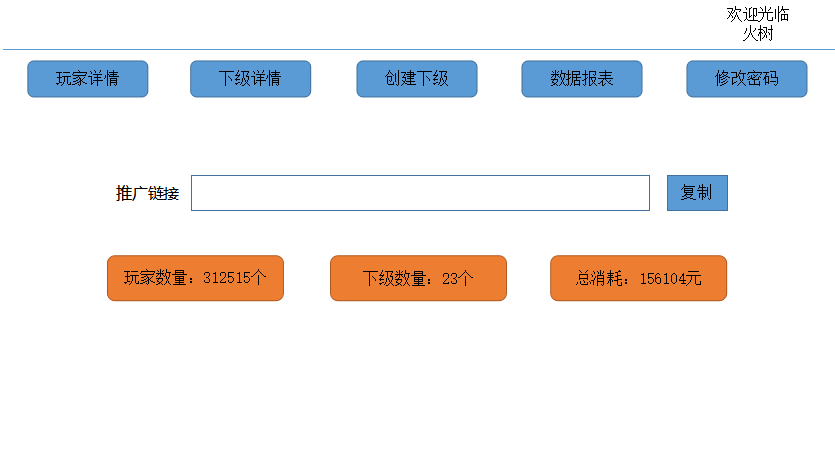 欢迎光临
火树
玩家详情
下级详情
创建下级
数据报表
修改密码
推广链接
复制
玩家数量：312515个
下级数量：23个
总消耗：156104元